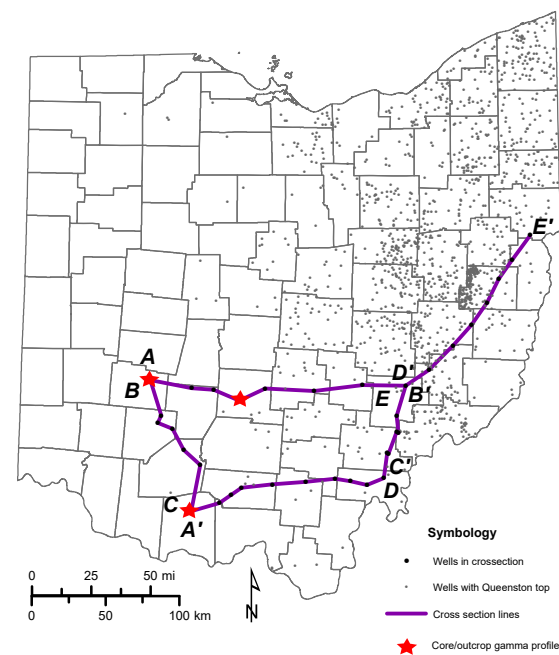 E'
A
B
D'
E
B'
C'
D
C
A'
Symbology
Wells in crossection
Wells with Queenston top
Cross section lines
Core/outcrop gamma profile
0 25 50 mi
0 50 100 km
N